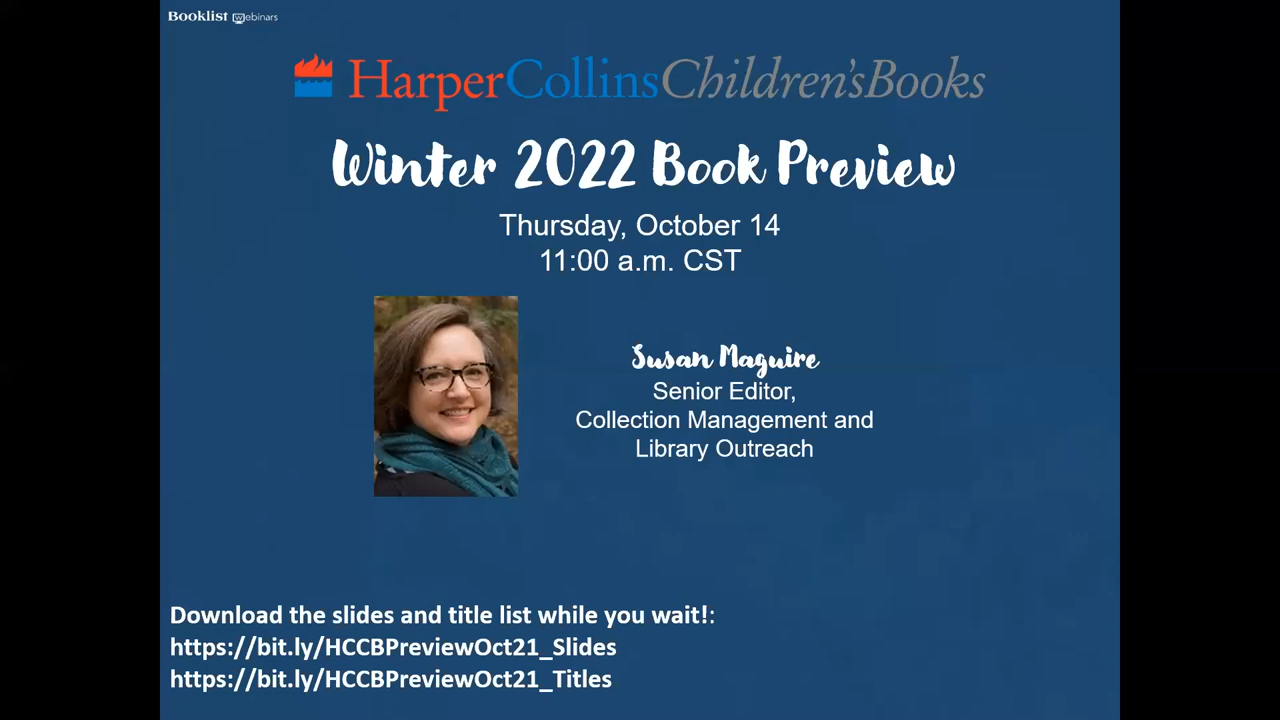 Booklist Webinars
HarperCollinsChildren'sBooks
Winter 2022 Book Preview
Thursday, October 14
11:00 a.m. CST
Susan Maguire
Senior Editor,
Collection Management and
Library Outreach
Download the slides and title list while you wait!:
https://bit.ly/HCCBPreviewOct21_Slides
https://bit.ly/HCCBPreviewOct21_Titles